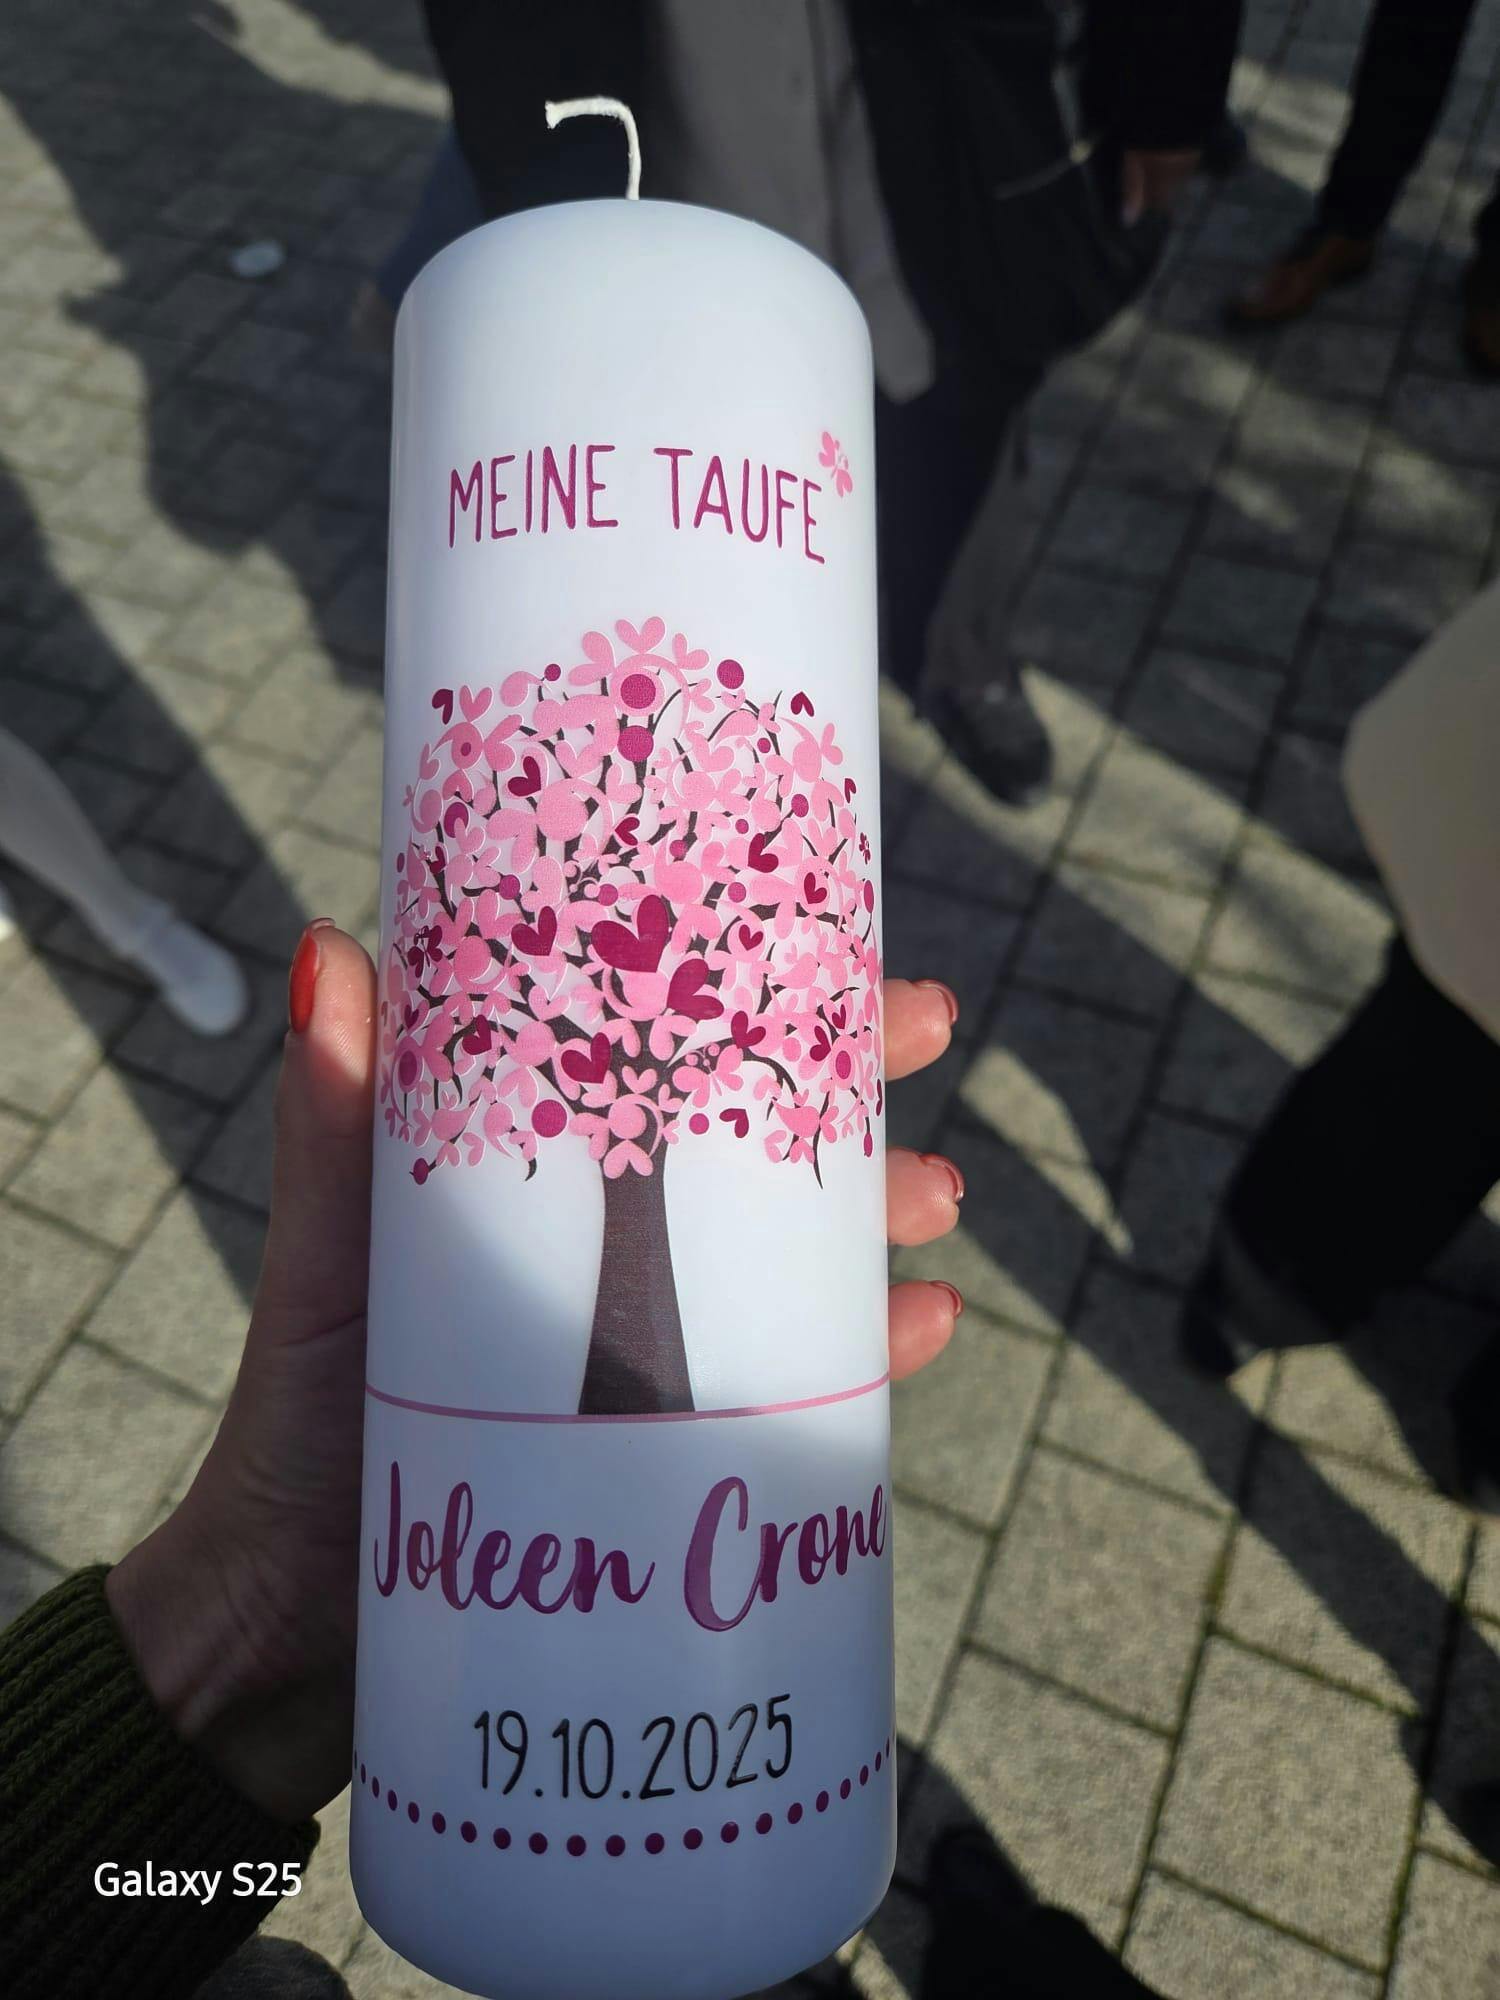 MEINE TAUFE
Joleen Crone
19.10.2025
Galaxy S25